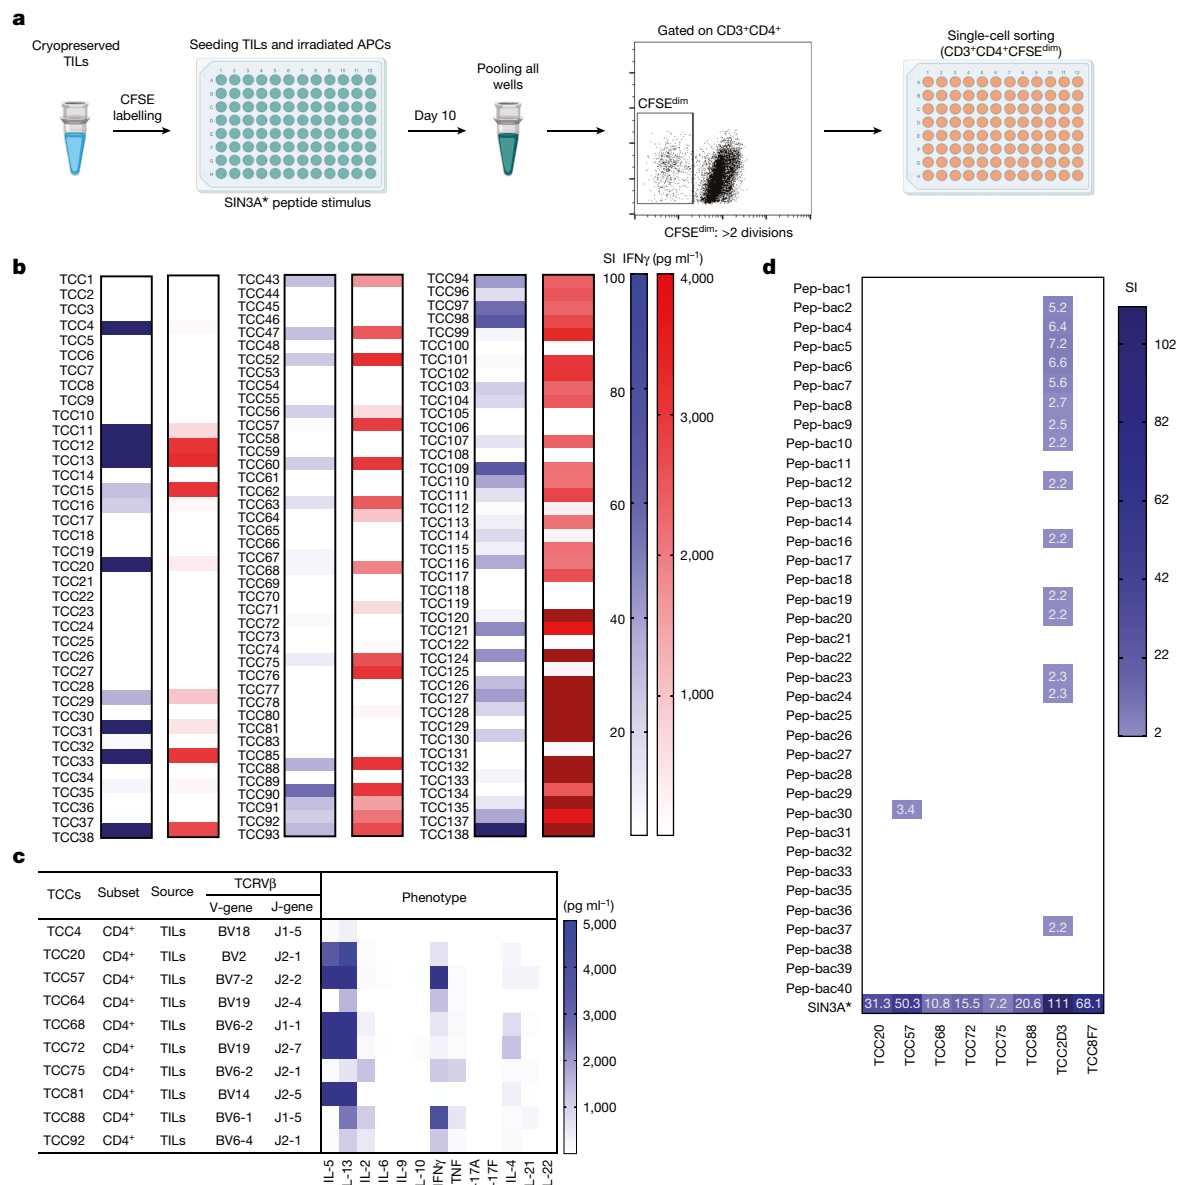 a
Cryopreserved
TILs
CFSE
labelling
Seeding TILs and irradiated APCs
SIN3A* peptide stimulus
Day 10
Pooling all
wells
Gated on CD3+CD4+
CFSEdim
CFSEdim: >2 divisions
Single-cell sorting
(CD3+CD4+CFSEdim)
b
TCC1
TCC2
TCC3
TCC4
TCC5
TCC6
TCC7
TCC8
TCC9
TCC10
TCC11
TCC12
TCC13
TCC14
TCC15
TCC16
TCC17
TCC18
TCC19
TCC20
TCC21
TCC22
TCC23
TCC24
TCC25
TCC26
TCC27
TCC28
TCC29
TCC30
TCC31
TCC32
TCC33
TCC34
TCC35
TCC36
TCC37
TCC38
TCC43
TCC44
TCC45
TCC46
TCC47
TCC48
TCC52
TCC53
TCC54
TCC55
TCC56
TCC57
TCC58
TCC59
TCC60
TCC61
TCC62
TCC63
TCC64
TCC65
TCC66
TCC67
TCC68
TCC69
TCC70
TCC71
TCC72
TCC73
TCC74
TCC75
TCC76
TCC77
TCC78
TCC80
TCC81
TCC83
TCC85
TCC88
TCC89
TCC90
TCC91
TCC92
TCC93
TCC94
TCC96
TCC97
TCC98
TCC99
TCC100
TCC101
TCC102
TCC103
TCC104
TCC105
TCC106
TCC107
TCC108
TCC109
TCC110
TCC111
TCC112
TCC113
TCC114
TCC115
TCC116
TCC117
TCC118
TCC119
TCC120
TCC121
TCC122
TCC124
TCC125
TCC126
TCC127
TCC128
TCC129
TCC130
TCC131
TCC132
TCC133
TCC134
TCC135
TCC137
TCC138
SI IFNγ (pg ml−1)
100
80
60
40
20
4,000
3,000
2,000
1,000
c
TCCs Subset Source TCRVβ Phenotype
V-gene J-gene
TCC4 CD4+ TILs BV18 J1-5
TCC20 CD4+ TILs BV2 J2-1
TCC57 CD4+ TILs BV7-2 J2-2
TCC64 CD4+ TILs BV19 J2-4
TCC68 CD4+ TILs BV6-2 J1-1
TCC72 CD4+ TILs BV19 J2-7
TCC75 CD4+ TILs BV6-2 J2-1
TCC81 CD4+ TILs BV14 J2-5
TCC88 CD4+ TILs BV6-1 J1-5
TCC92 CD4+ TILs BV6-4 J2-1
IL-5
L-13
IL-2
IL-6
IL-9
L-10
IFNγ
TNF
-17A
-17F
IL-4
L-21
L-22
(pg ml−1)
5,000
4,000
3,000
2,000
1,000
d
Pep-bac1
Pep-bac2 5.2
Pep-bac4 6.4
Pep-bac5 7.2
Pep-bac6 6.6
Pep-bac7 5.6
Pep-bac8 2.7
Pep-bac9 2.5
Pep-bac10 2.2
Pep-bac11
Pep-bac12 2.2
Pep-bac13
Pep-bac14
Pep-bac16 2.2
Pep-bac17
Pep-bac18
Pep-bac19 2.2
Pep-bac20 2.2
Pep-bac21
Pep-bac22
Pep-bac23 2.3
Pep-bac24 2.3
Pep-bac25
Pep-bac26
Pep-bac27
Pep-bac28
Pep-bac29
Pep-bac30 3.4
Pep-bac31
Pep-bac32
Pep-bac33
Pep-bac35
Pep-bac36
Pep-bac37 2.2
Pep-bac38
Pep-bac39
Pep-bac40
SIN3A* 31.3 50.3 10.8 15.5 7.2 20.6 111 68.1
TCC20
TCC57
TCC68
TCC72
TCC75
TCC88
TCC2D3
TCC8F7
SI
102
82
62
42
22
2